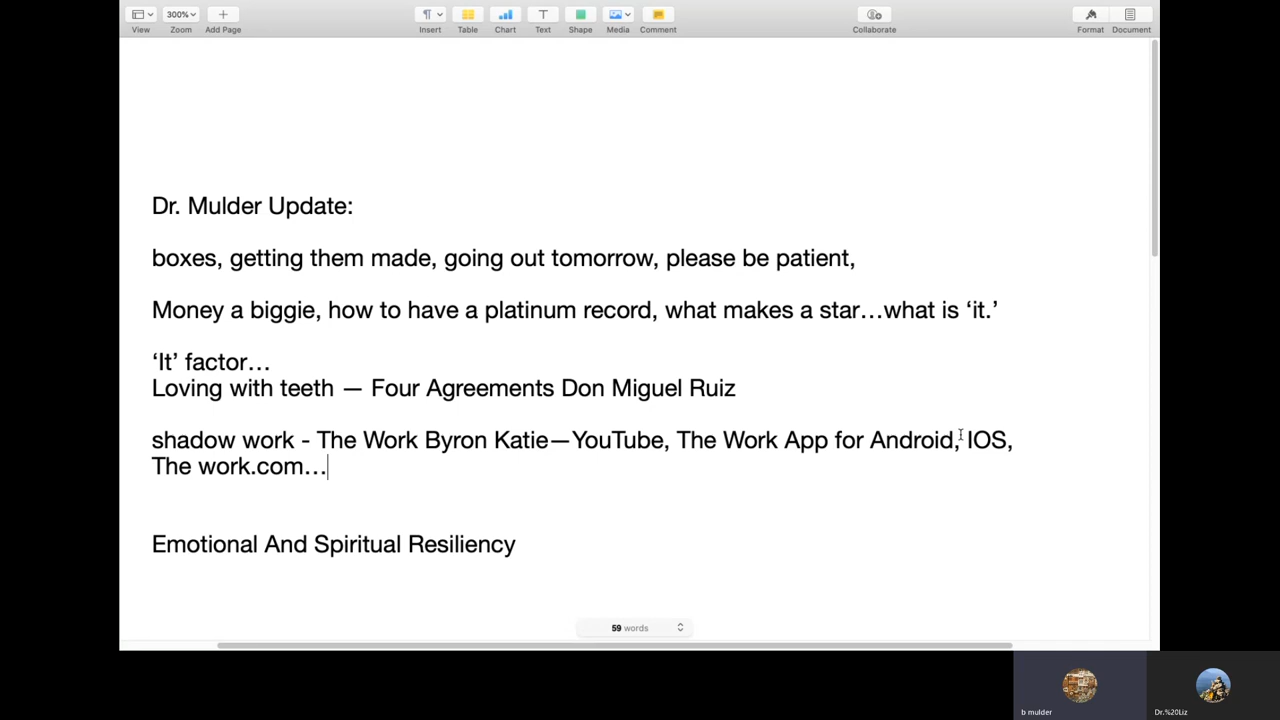 View
300%
Zoom
Add Page
Insert
Table
Chart
Text
Shape
Media
Comment
Collaborate
Format
Document
Dr. Mulder Update:
boxes, getting them made, going out tomorrow, please be patient,
Money a biggie, how to have a platinum record, what makes a star…what is ‘it.’
‘It’ factor…
Loving with teeth — Four Agreements Don Miguel Ruiz
shadow work - The Work Byron Katie—YouTube, The Work App for Android, IOS,
The work.com…
Emotional And Spiritual Resiliency
59 words
b mulder
Dr.%20Liz